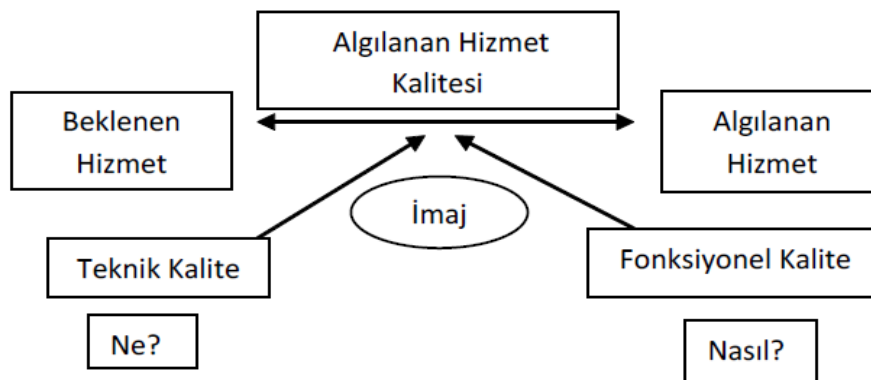 Algılanan Hizmet
Kalitesi
Beklenen
Hizmet
Algılanan
Hizmet
İmaj
Teknik Kalite
Fonksiyonel Kalite
Ne?
Nasıl?